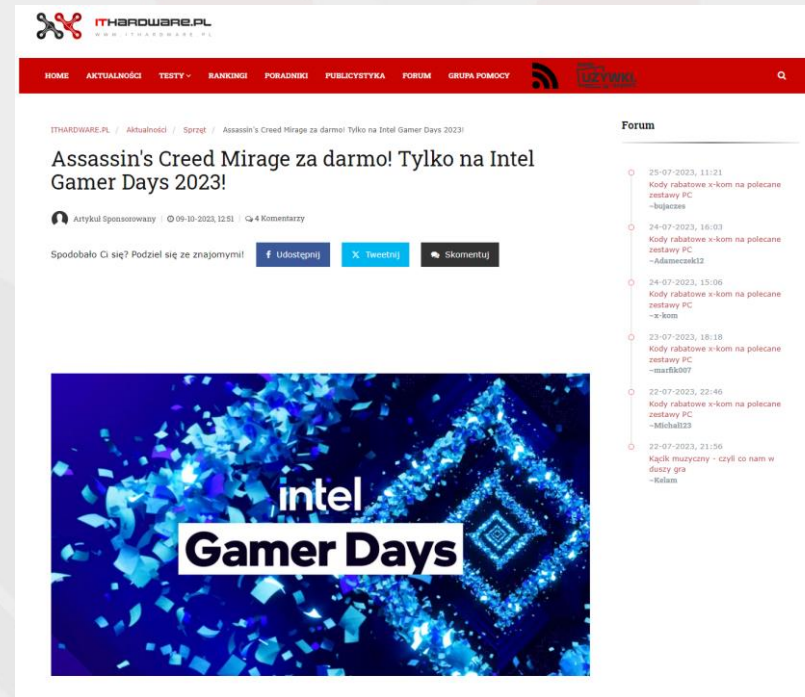 ITHARDWARE.PL
WWW.ITHARDWARE.PL
HOME AKTUALNOŚCI TESTY RANKINGI PORADNIKI PUBLICYSTYKA FORUM GRUPA POMOCY UŻYWKI
ITHARDWARE.PL / Aktualności / Sprzęt / Assassin's Creed Mirage za darmo! Tylko na Intel Gamer Days 2023!
Assassin's Creed Mirage za darmo! Tylko na Intel
Gamer Days 2023!
Artykuł Sponsorowany | 09-10-2023, 12:51 | 4 Komentarzy
Spodobało Ci się? Podziel się ze znajomymi! f Udostępnij X Tweetnij Skomentuj
intel
Gamer Days
Forum
25-07-2023, 11:21
Kody rabatowe x-kom na polecane
zestawy PC
~bujaczes
24-07-2023, 16:03
Kody rabatowe x-kom na polecane
zestawy PC
~Adameczek12
24-07-2023, 15:06
Kody rabatowe x-kom na polecane
zestawy PC
~x-kom
23-07-2023, 18:18
Kody rabatowe x-kom na polecane
zestawy PC
~marfik007
22-07-2023, 22:46
Kody rabatowe x-kom na polecane
zestawy PC
~Michal123
22-07-2023, 21:56
Kącik muzyczny - czyli co nam w
duszy gra
~Kelam